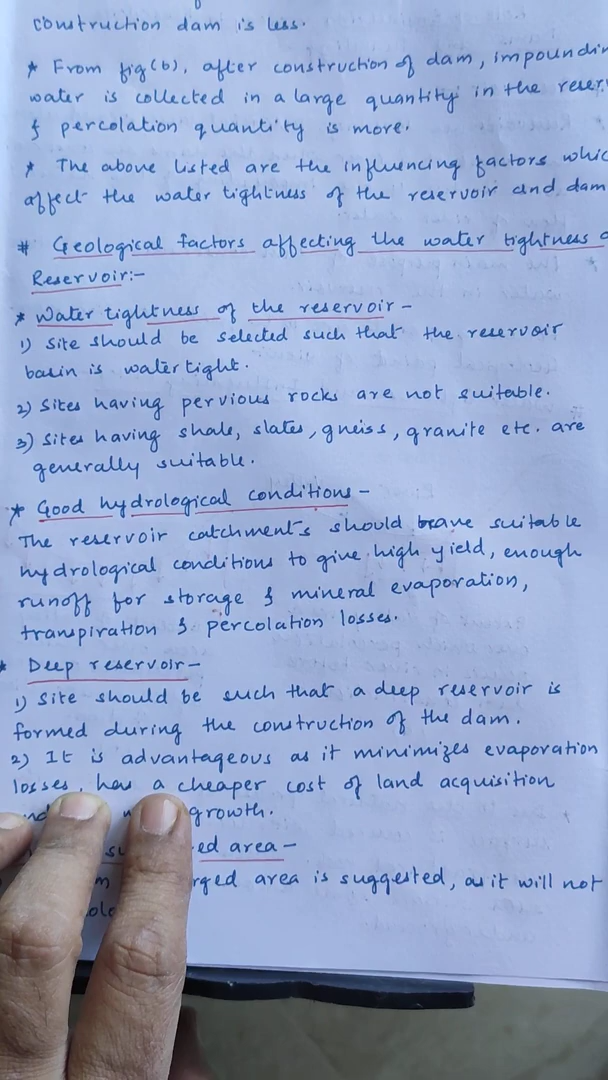 construction dam is less.
* From fig(b), after construction of dam, impoundin
water is collected in a large quantity in the reser
& percolation quantity is more.
* The above listed are the influencing factors whic
affect the water tightness of the reservoir and dam
# Geological factors affecting the water tightness o
Reservoir:-
* Water tightness of the reservoir -
1) Site should be selected such that the reservoir
basin is watertight.
2) Sites having pervious rocks are not suitable.
3) Sites having shale, slates, gneiss, granite etc. are
generally suitable.
* Good hydrological conditions -
The reservoir catchments should have suitable
hydrological conditions to give high yield, enough
runoff for storage & mineral evaporation,
transpiration & percolation losses.
* Deep reservoir -
1) Site should be such that a deep reservoir is
formed during the construction of the dam.
2) It is advantageous as it minimizes evaporation
losses, has a cheaper cost of land acquisition
growth.
ed area -
rged area is suggested, as it will not